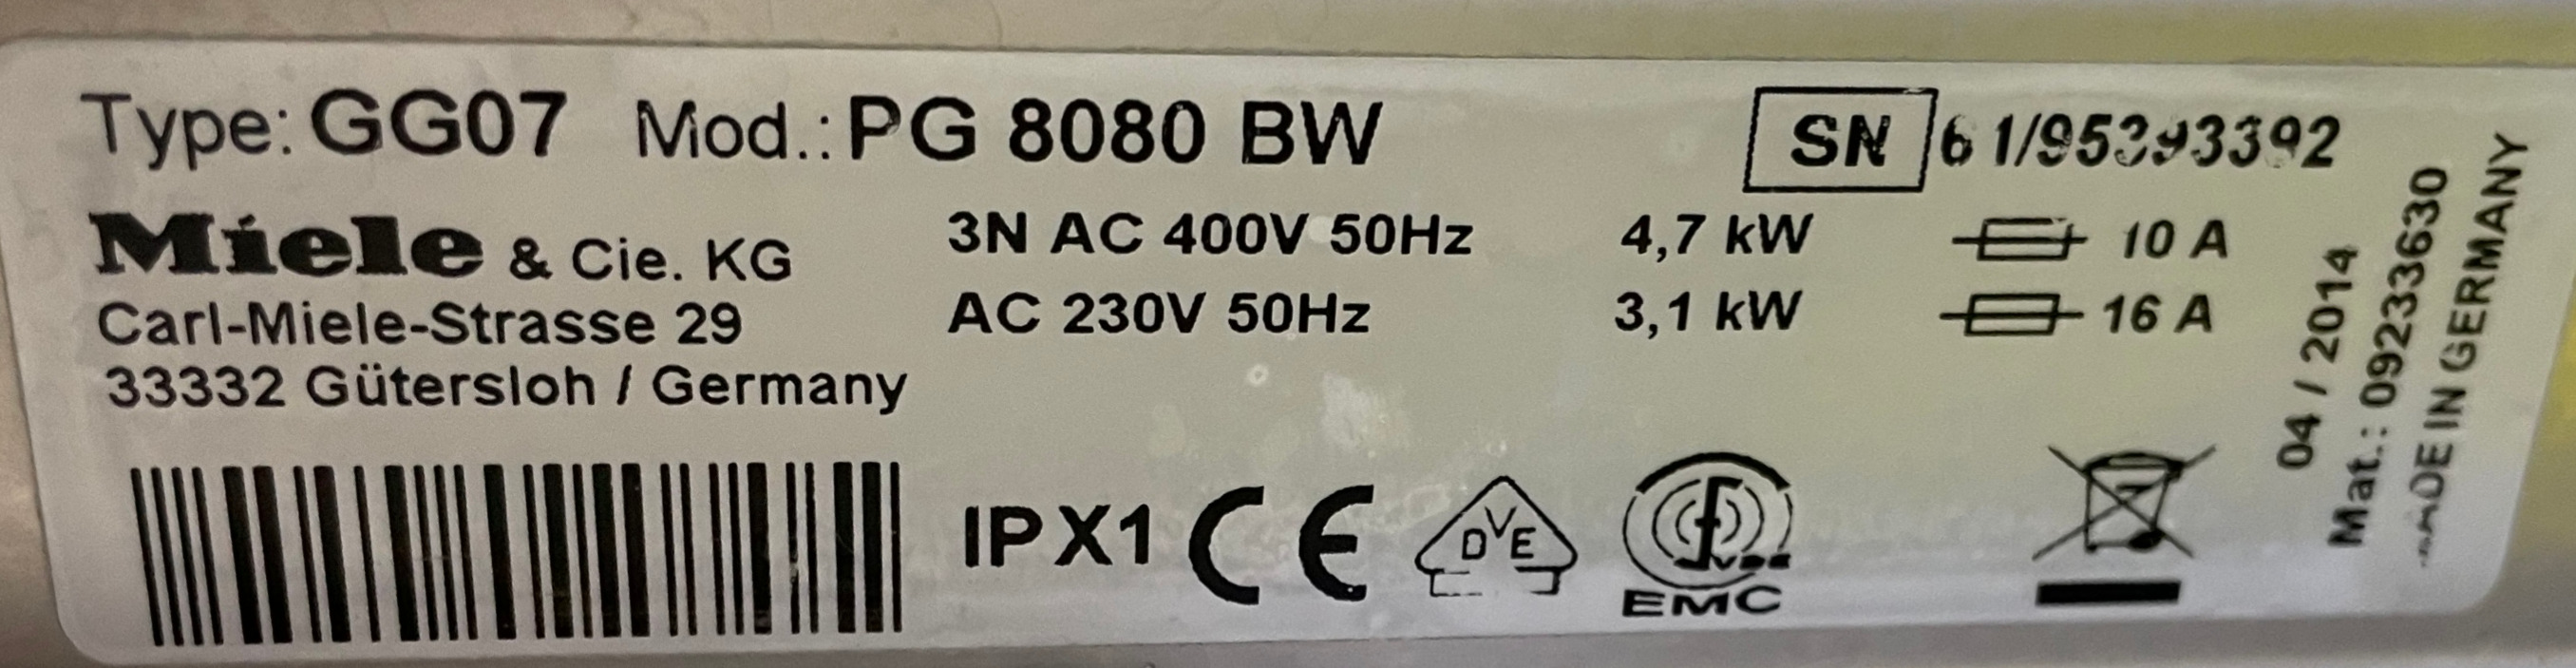 Type: GG07 Mod.: PG 8080 BW
SN
Miele & Cie. KG
Carl-Miele-Strasse 29
33332 Gütersloh / Germany
3N AC 400V 50Hz 4,7 kW 10 A
AC 230V 50Hz 3,1 kW 16 A
IPX1 CE DVE VDE EMC
04 / 2014
Mat.: 09233630
MADE IN GERMANY